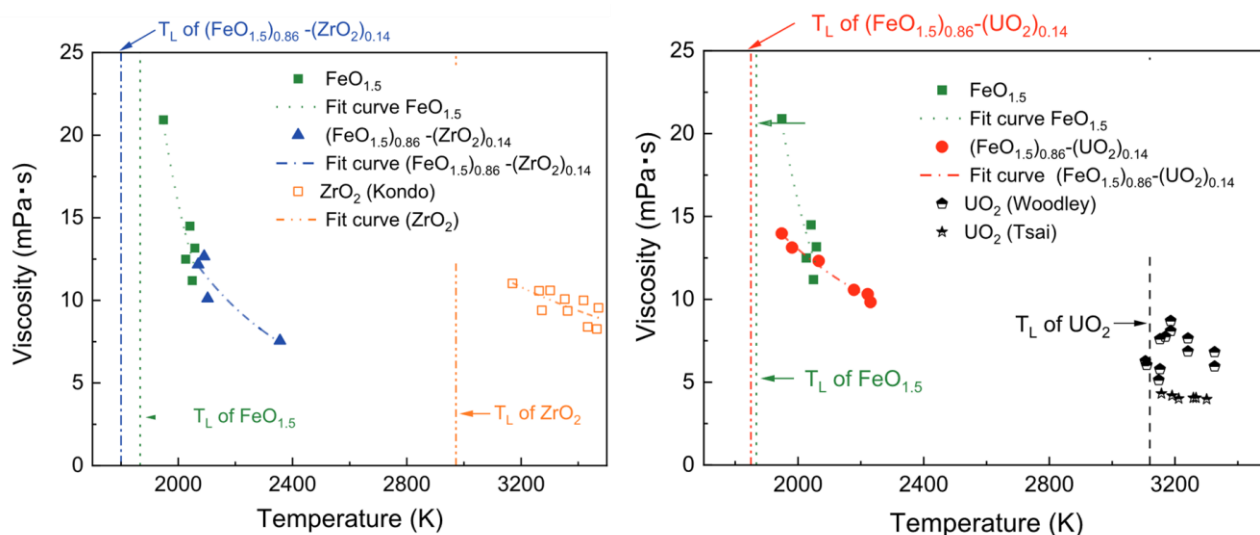 T_L of (FeO_1.5)_0.86 -(ZrO_2)_0.14
25
20
15
10
5
0
Viscosity (mPa·s)
FeO_1.5
Fit curve FeO_1.5
(FeO_1.5)_0.86 -(ZrO_2)_0.14
Fit curve (FeO_1.5)_0.86 -(ZrO_2)_0.14
ZrO_2 (Kondo)
Fit curve (ZrO_2)
T_L of FeO_1.5
T_L of ZrO_2
2000
2400
2800
3200
Temperature (K)
T_L of (FeO_1.5)_0.86-(UO_2)_0.14
25
20
15
10
5
0
Viscosity (mPa·s)
FeO_1.5
Fit curve FeO_1.5
(FeO_1.5)_0.86-(UO_2)_0.14
Fit curve (FeO_1.5)_0.86-(UO_2)_0.14
UO_2 (Woodley)
UO_2 (Tsai)
T_L of UO_2
T_L of FeO_1.5
2000
2400
2800
3200
Temperature (K)